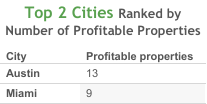 Top 2 Cities Ranked by
Number of Profitable Properties
City Profitable properties
Austin 13
Miami 9